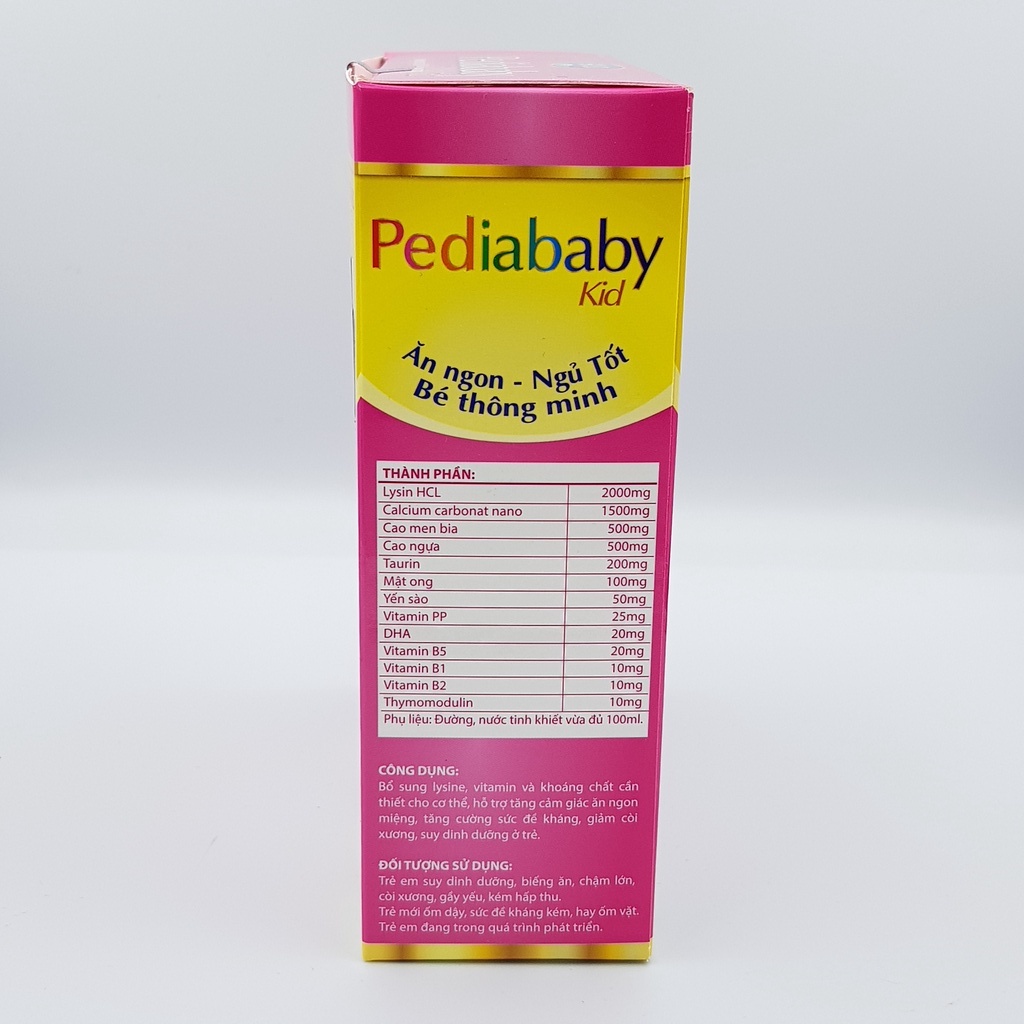 Pediababy
Kid
Ăn ngon - Ngủ Tốt
Bé thông minh
THÀNH PHẦN:
Lysin HCL 2000mg
Calcium carbonat nano 1500mg
Cao men bia 500mg
Cao ngựa 500mg
Taurin 200mg
Mật ong 100mg
Yến sào 50mg
Vitamin PP 25mg
DHA 20mg
Vitamin B5 20mg
Vitamin B1 10mg
Vitamin B2 10mg
Thymomodulin 10mg
Phụ liệu: Đường, nước tinh khiết vừa đủ 100ml.
CÔNG DỤNG:
Bổ sung lysine, vitamin và khoáng chất cần
thiết cho cơ thể, hỗ trợ tăng cảm giác ăn ngon
miệng, tăng cường sức đề kháng, giảm còi
xương, suy dinh dưỡng ở trẻ.
ĐỐI TƯỢNG SỬ DỤNG:
Trẻ em suy dinh dưỡng, biếng ăn, chậm lớn,
còi xương, gầy yếu, kém hấp thu.
Trẻ mới ốm dậy, sức đề kháng kém, hay ốm vặt.
Trẻ em đang trong quá trình phát triển.